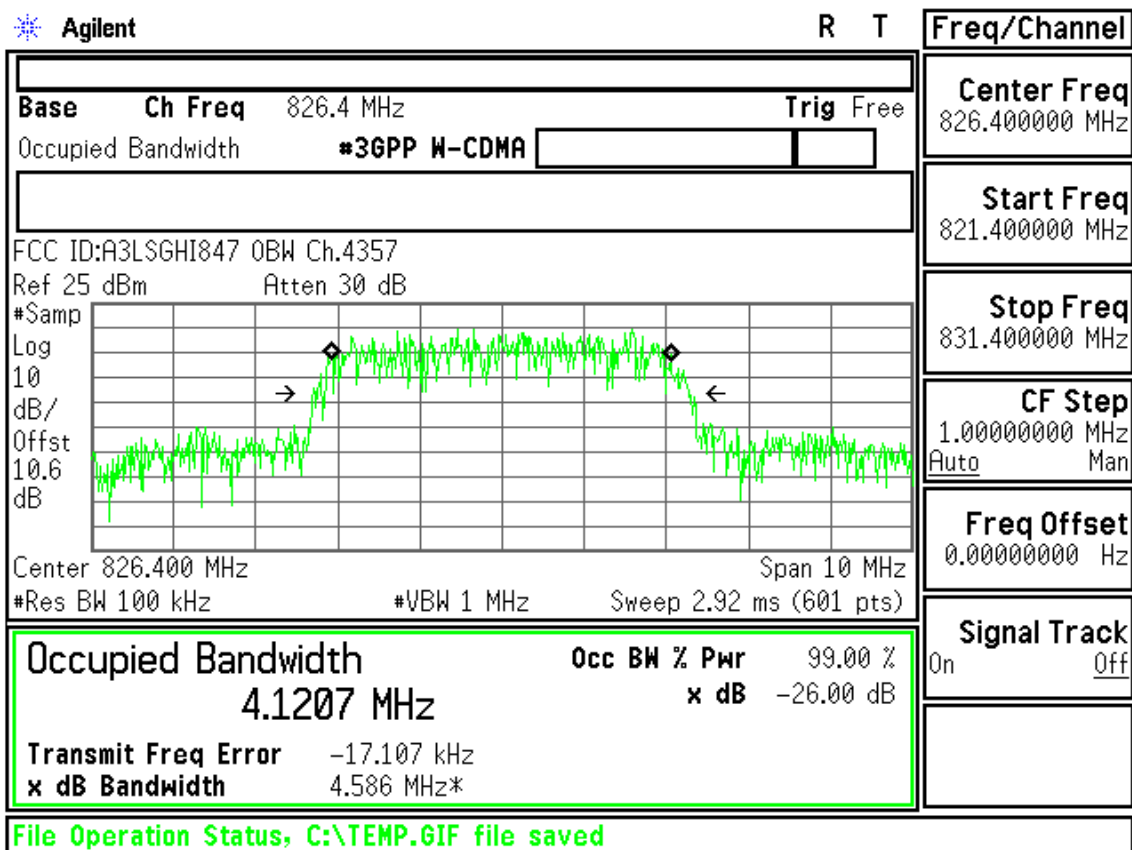 Agilent R T Freq/Channel
Base Ch Freq 826.4 MHz Trig Free
Occupied Bandwidth #3GPP W-CDMA
FCC ID:A3LSGHI847 OBW Ch.4357
Ref 25 dBm Atten 30 dB
#Samp
Log
10
dB/
Offst
10.6
dB
Center 826.400 MHz Span 10 MHz
#Res BW 100 kHz #VBW 1 MHz Sweep 2.92 ms (601 pts)
Occupied Bandwidth Occ BW % Pwr 99.00 %
4.1207 MHz x dB -26.00 dB
Transmit Freq Error -17.107 kHz
x dB Bandwidth 4.586 MHz*
Center Freq
826.400000 MHz
Start Freq
821.400000 MHz
Stop Freq
831.400000 MHz
CF Step
1.00000000 MHz
Auto Man
Freq Offset
0.00000000 Hz
Signal Track
On Off
File Operation Status, C:\TEMP.GIF file saved